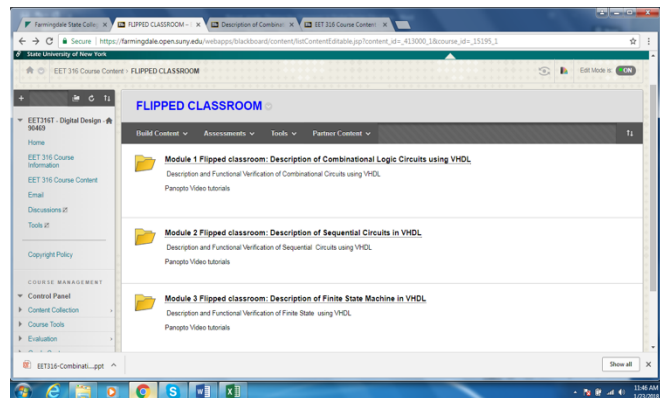 Farmingdale State Colle
FLIPPED CLASSROOM –
Description of Combinat
EET 316 Course Content
Secure
https://farmingdale.open.suny.edu/webapps/blackboard/content/listContentEditable.jsp?content_id=_413000_1&course_id=_15195_1
State University of New York
EET 316 Course Content > FLIPPED CLASSROOM
Edit Mode is: ON
EET316T - Digital Design - 90469
FLIPPED CLASSROOM
Build Content
Assessments
Tools
Partner Content
Home
EET 316 Course
Information
EET 316 Course Content
Email
Discussions
Tools
Copyright Policy
COURSE MANAGEMENT
Control Panel
Content Collection
Course Tools
Evaluation
Module 1 Flipped classroom: Description of Combinational Logic Circuits using VHDL
Description and Functional Verification of Combinational Circuits using VHDL
Panopto Video tutorials
Module 2 Flipped classroom: Description of Sequential Circuits in VHDL
Description and Functional Verification of Sequential Circuits using VHDL
Panopto Video tutorials
Module 3 Flipped classroom: Description of Finite State Machine in VHDL
Description and Functional Verification of Finite State using VHDL
Panopto Video tutorials
EET316-Combinati....ppt
Show all
11:46 AM
1/23/2018